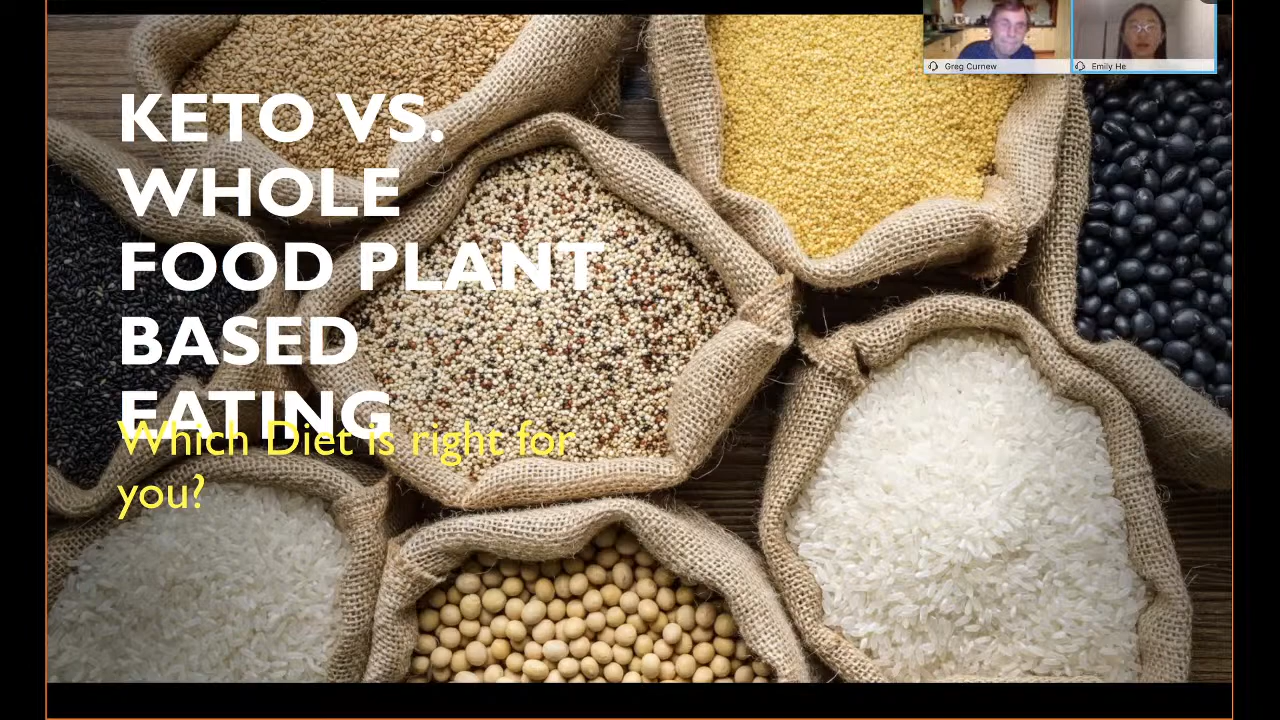 Greg Curnew
Emily He
KETO VS.
WHOLE
FOOD PLANT
BASED
EATING
Which Diet is right for
you?